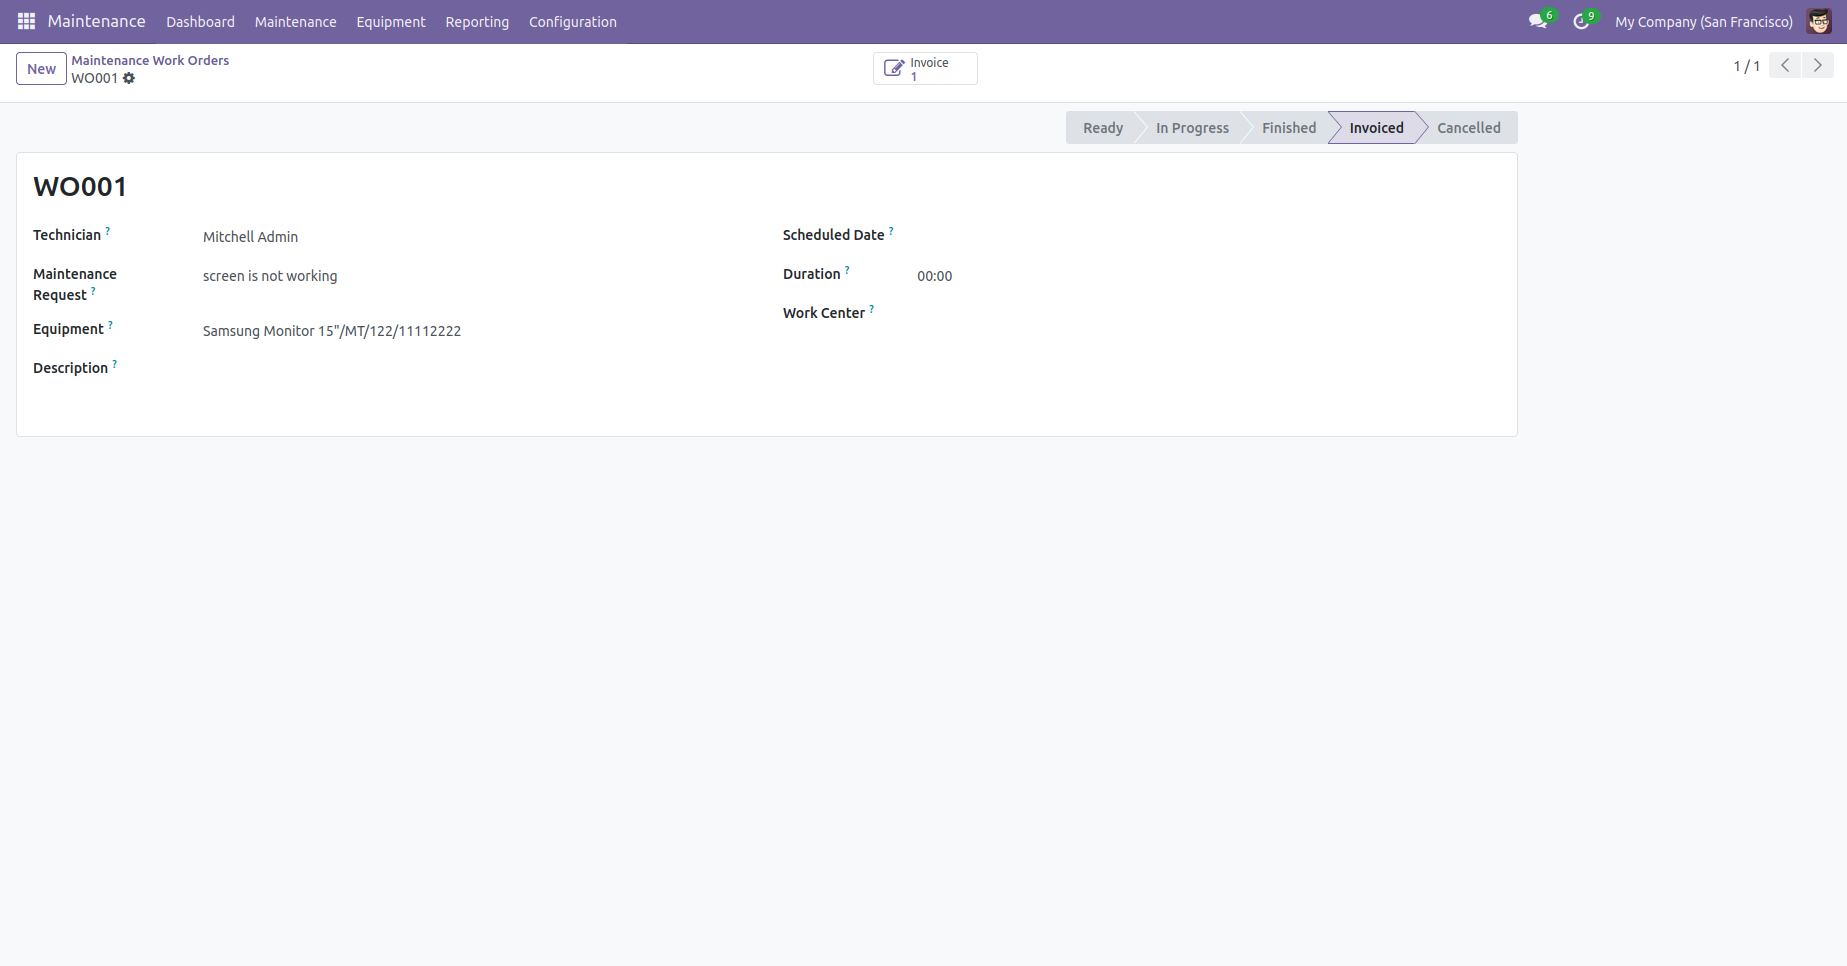 Maintenance Dashboard Maintenance Equipment Reporting Configuration 6 9 My Company (San Francisco)
New
Maintenance Work Orders
WO001
Invoice
1
1 / 1
Ready In Progress Finished Invoiced Cancelled
WO001
Technician ? Mitchell Admin
Maintenance
Request ? screen is not working
Equipment ? Samsung Monitor 15"/MT/122/11112222
Description ?
Scheduled Date ?
Duration ? 00:00
Work Center ?